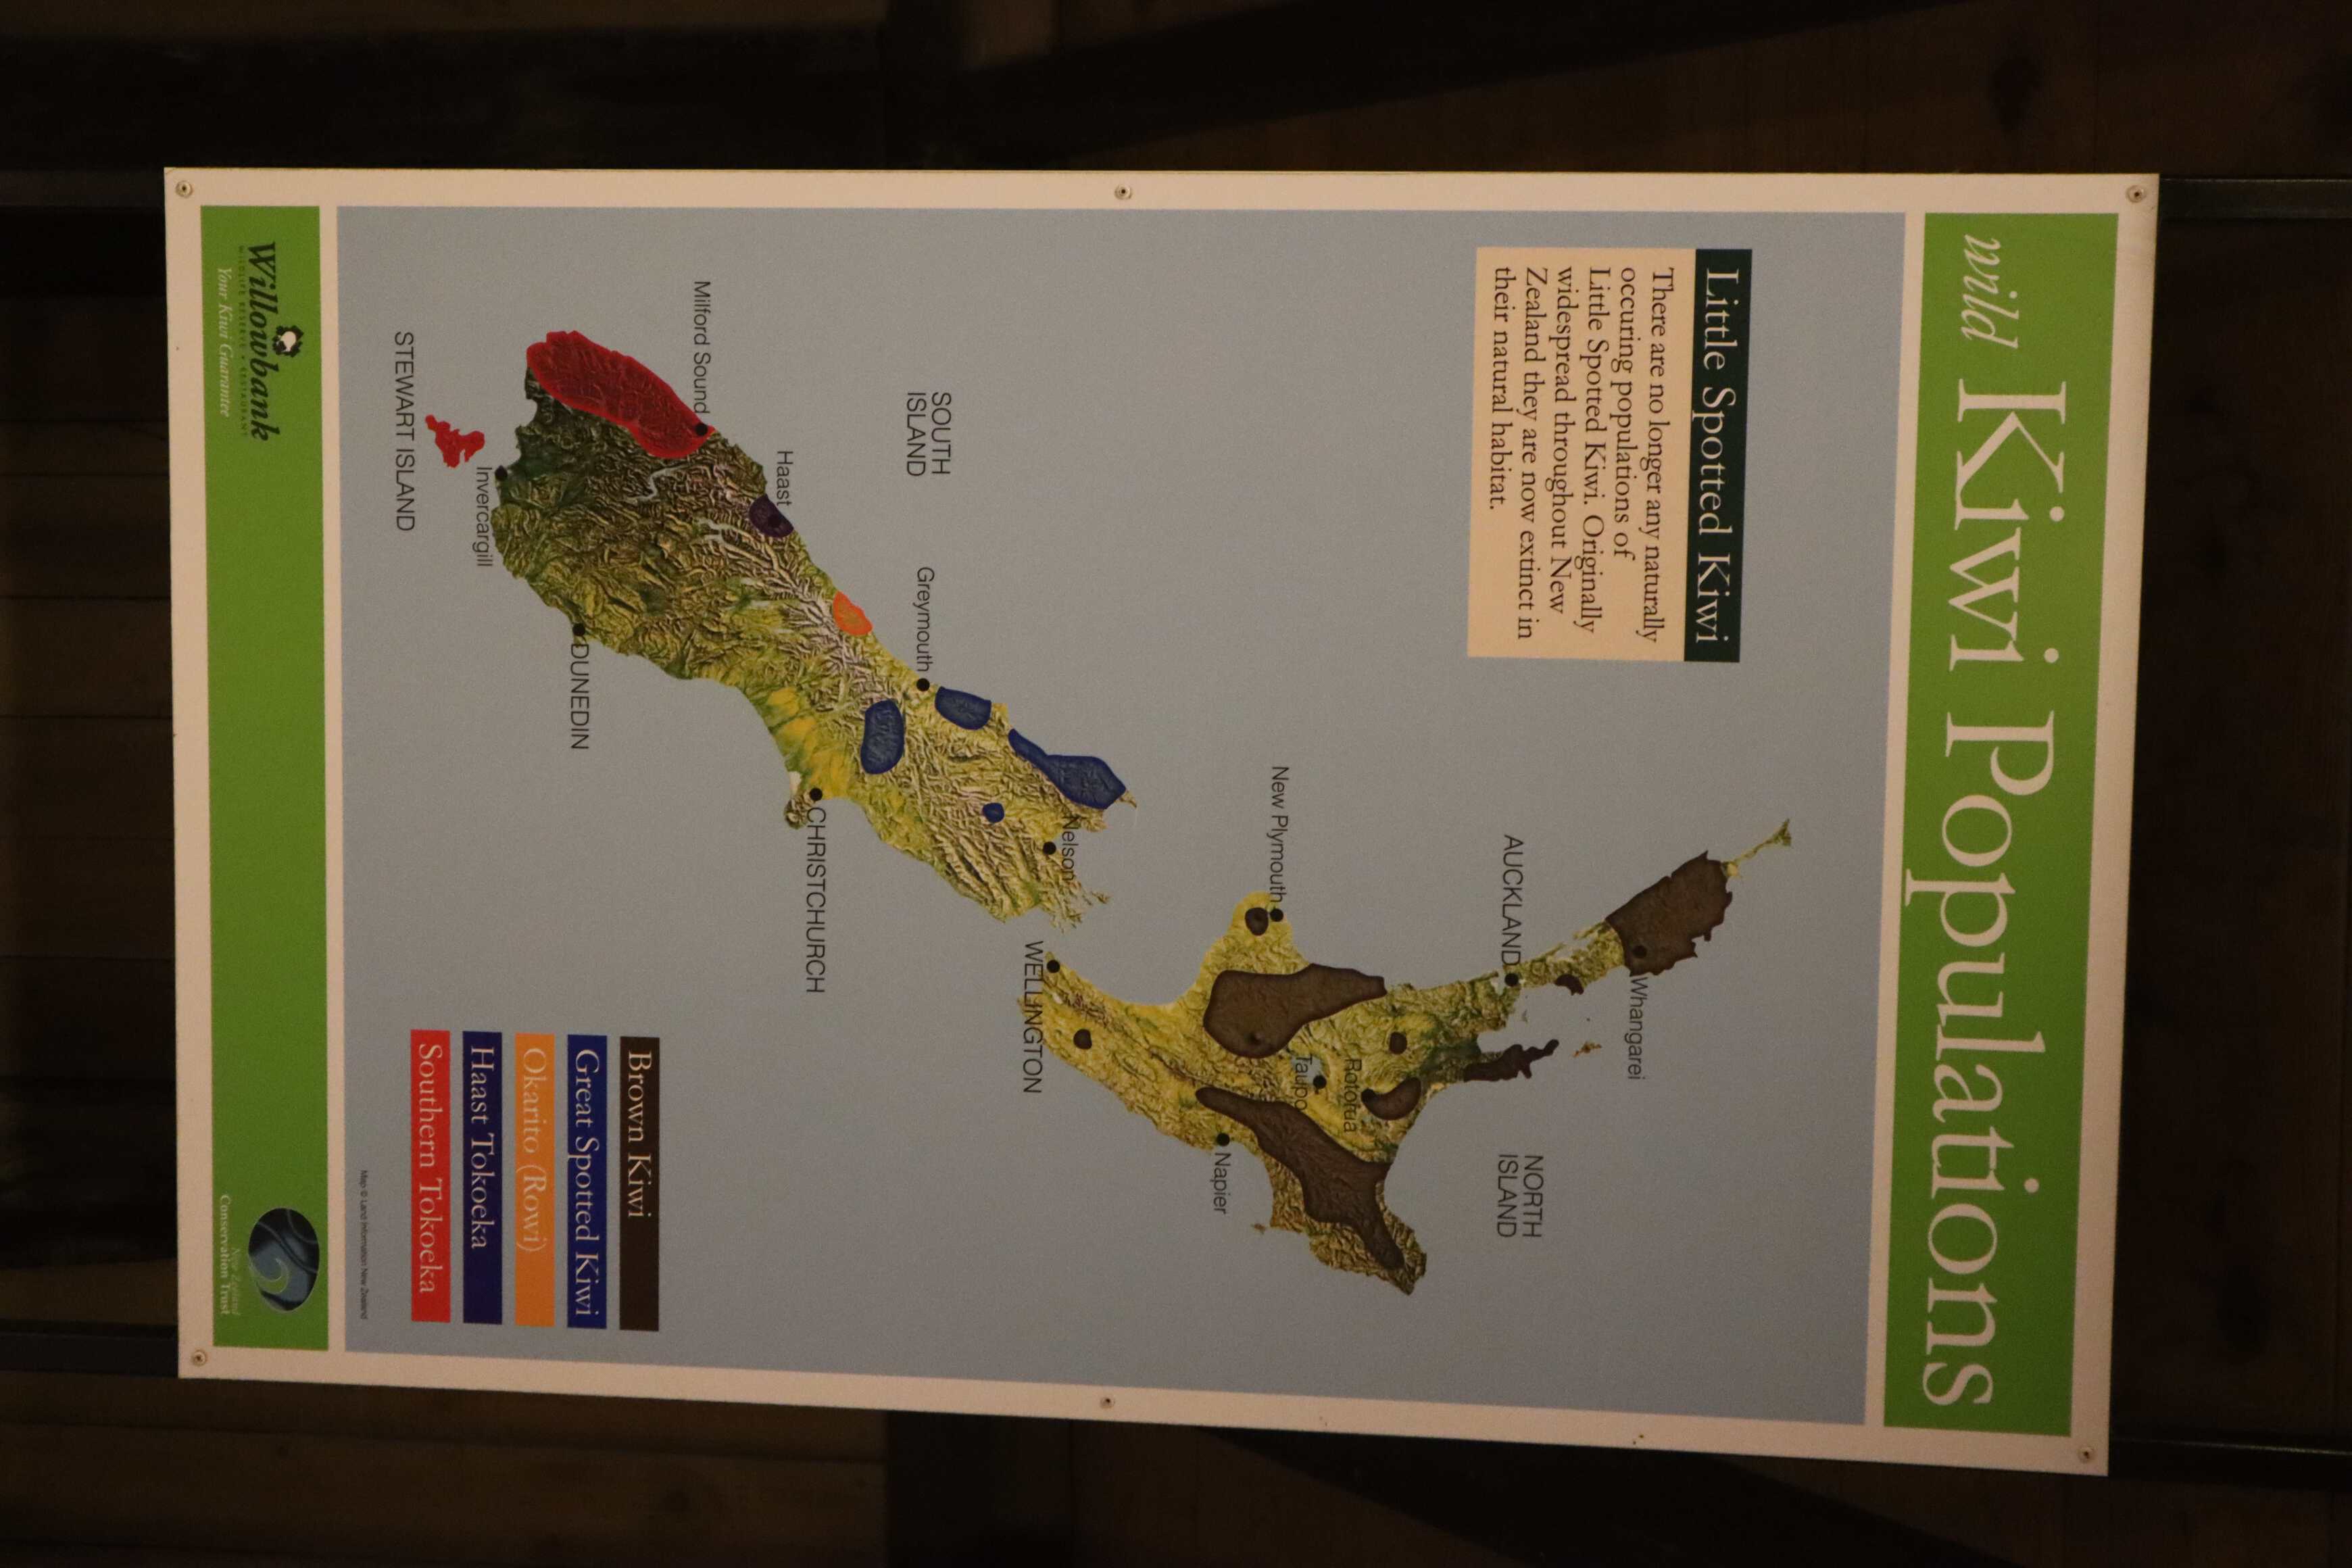 wild Kiwi Populations
Little Spotted Kiwi
There are no longer any naturally
occuring populations of
Little Spotted Kiwi. Originally
widespread throughout New
Zealand they are now extinct in
their natural habitat.
Whangarei
AUCKLAND
NORTH
ISLAND
Rotorua
Taupo
New Plymouth
Napier
Nelson
WELLINGTON
SOUTH
ISLAND
Greymouth
CHRISTCHURCH
Haast
Milford Sound
DUNEDIN
Invercargill
STEWART ISLAND
Brown Kiwi
Great Spotted Kiwi
Okarito (Rowi)
Haast Tokoeka
Southern Tokoeka
Map © Land Information New Zealand
Willowbank
WILDLIFE RESERVE • RESTAURANT
Your Kiwi Guarantee
New Zealand
Conservation Trust